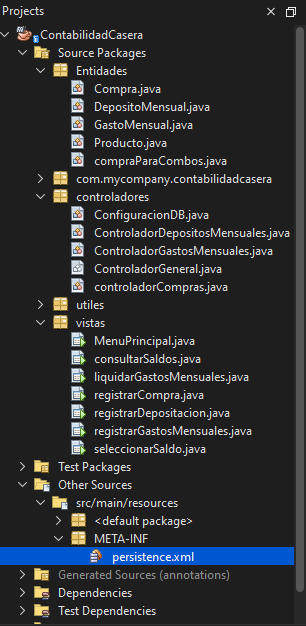 Projects
ContabilidadCasera
Source Packages
Entidades
Compra.java
DepositoMensual.java
GastoMensual.java
Producto.java
compraParaCombos.java
com.mycompany.contabilidadcasera
controladores
ConfiguracionDB.java
ControladorDepositosMensuales.java
ControladorGastosMensuales.java
ControladorGeneral.java
controladorCompras.java
utiles
vistas
MenuPrincipal.java
consultarSaldos.java
liquidarGastosMensuales.java
registrarCompra.java
registrarDepositacion.java
registrarGastosMensuales.java
seleccionarSaldo.java
Test Packages
Other Sources
src/main/resources
<default package>
META-INF
persistence.xml
Generated Sources (annotations)
Dependencies
Test Dependencies